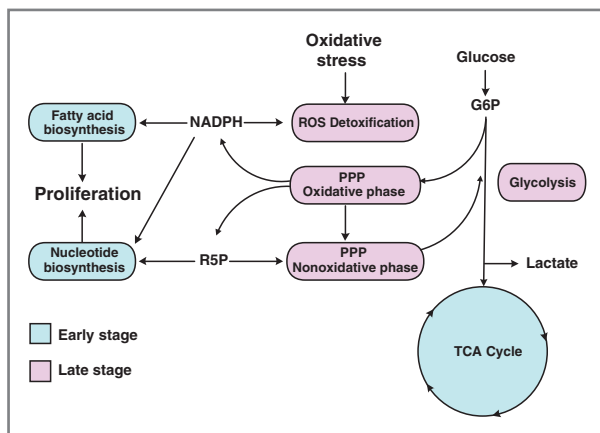 Oxidative
stress
Glucose
Fatty acid
biosynthesis
NADPH
ROS Detoxification
G6P
PPP
Oxidative phase
Glycolysis
Proliferation
Nucleotide
biosynthesis
R5P
PPP
Nonoxidative phase
Lactate
Early stage
Late stage
TCA Cycle